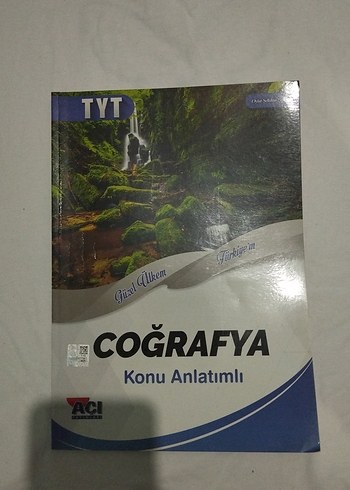 TYT
Güzel Ülkem
Türkiye'm
COĞRAFYA
Konu Anlatımlı
AÇI